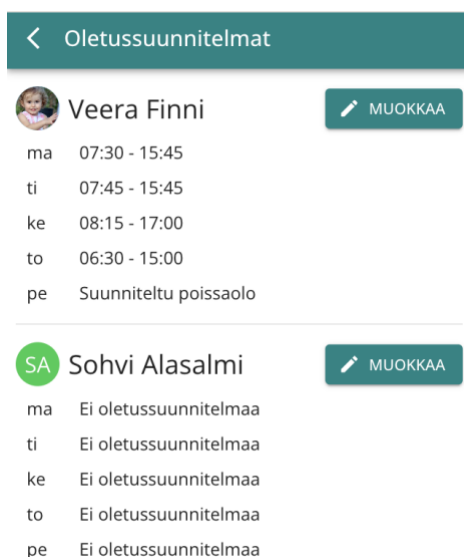 Oletussuunnitelmat
Veera Finni
MUOKKAA
ma 07:30 - 15:45
ti 07:45 - 15:45
ke 08:15 - 17:00
to 06:30 - 15:00
pe Suunniteltu poissaolo
SA Sohvi Alasalmi
MUOKKAA
ma Ei oletussuunnitelmaa
ti Ei oletussuunnitelmaa
ke Ei oletussuunnitelmaa
to Ei oletussuunnitelmaa
pe Ei oletussuunnitelmaa